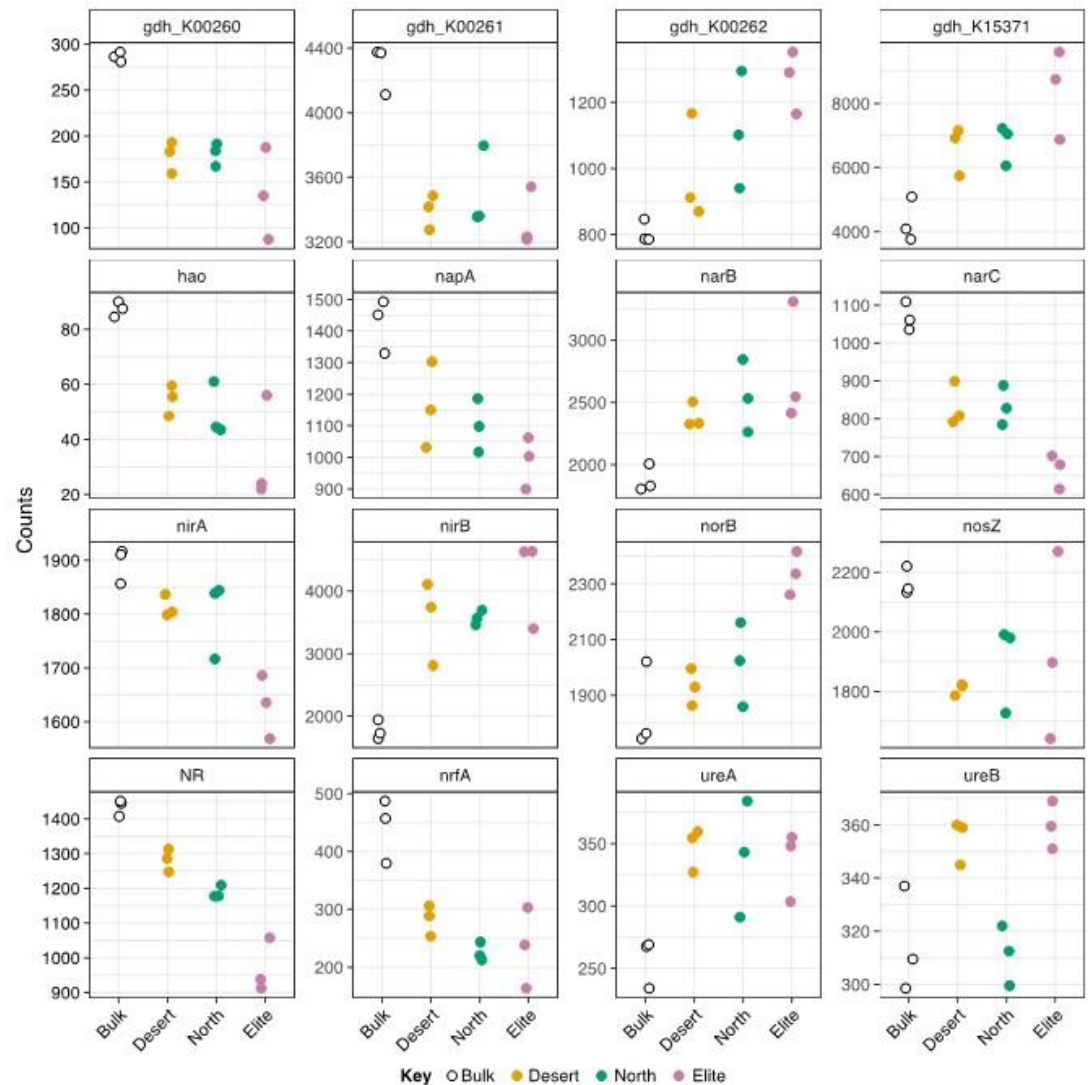 gdh_K00260 gdh_K00261 gdh_K00262 gdh_K15371
300 4400 1200 8000
250 4000 1000 6000
200 3600 800 4000
150 3200
100
hao napA narB narC
80 1500 3000 1100
60 1400 2500 1000
40 1300 2000 900
20 1200 800
1100 700
1000 600
900
Counts
nirA nirB norB nosZ
1900 4000 2300 2200
1800 3000 2100 2000
1700 2000 1900 1800
1600
NR nrfA ureA ureB
1400 500 350 360
1300 400 300 340
1200 300 250 320
1100 200 300
1000
900
Bulk Desert North Elite Bulk Desert North Elite Bulk Desert North Elite Bulk Desert North Elite
Key Bulk Desert North Elite